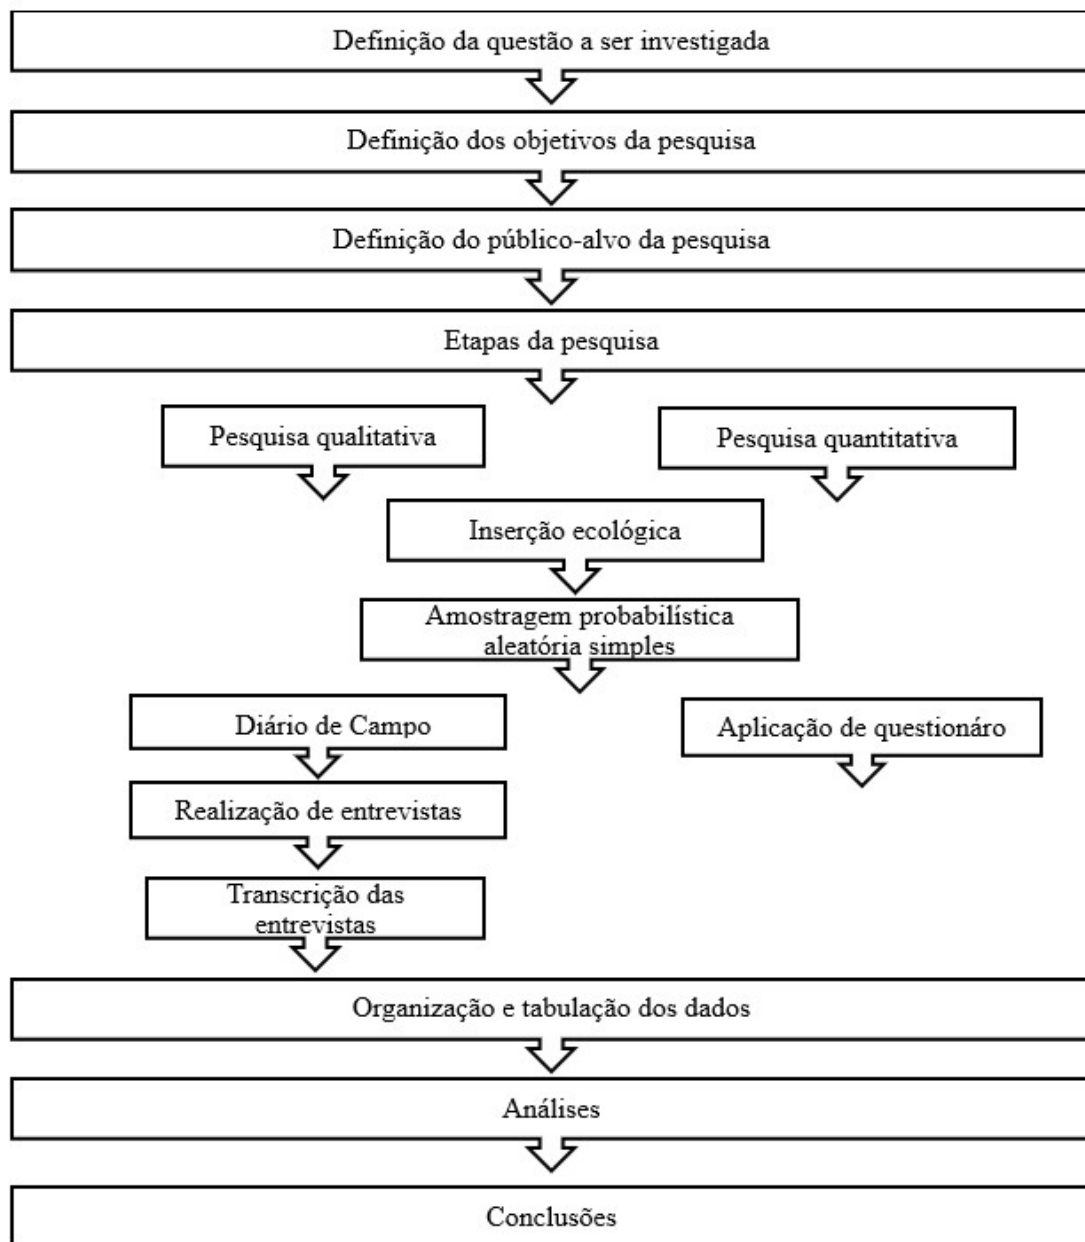 Definição da questão a ser investigada
Definição dos objetivos da pesquisa
Definição do público-alvo da pesquisa
Etapas da pesquisa
Pesquisa qualitativa
Pesquisa quantitativa
Inserção ecológica
Amostragem probabilística
aleatória simples
Diário de Campo
Aplicação de questionáro
Realização de entrevistas
Transcrição das
entrevistas
Organização e tabulação dos dados
Análises
Conclusões